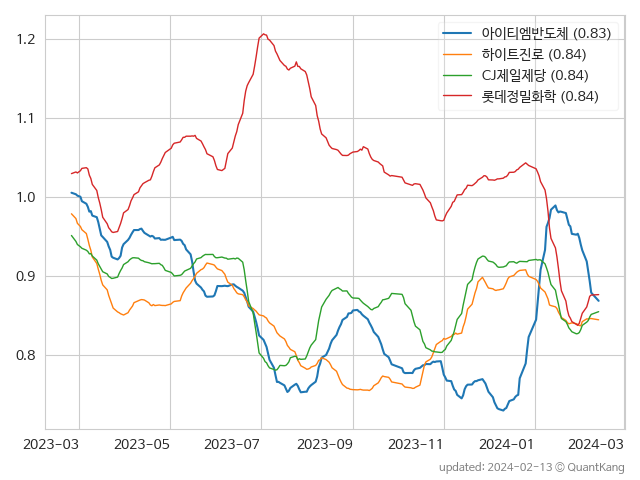 1.2
1.1
1.0
0.9
0.8
아이티엠반도체 (0.83)
하이트진로 (0.84)
CJ제일제당 (0.84)
롯데정밀화학 (0.84)
2023-03 2023-05 2023-07 2023-09 2023-11 2024-01 2024-03
updated: 2024-02-13 © QuantKang